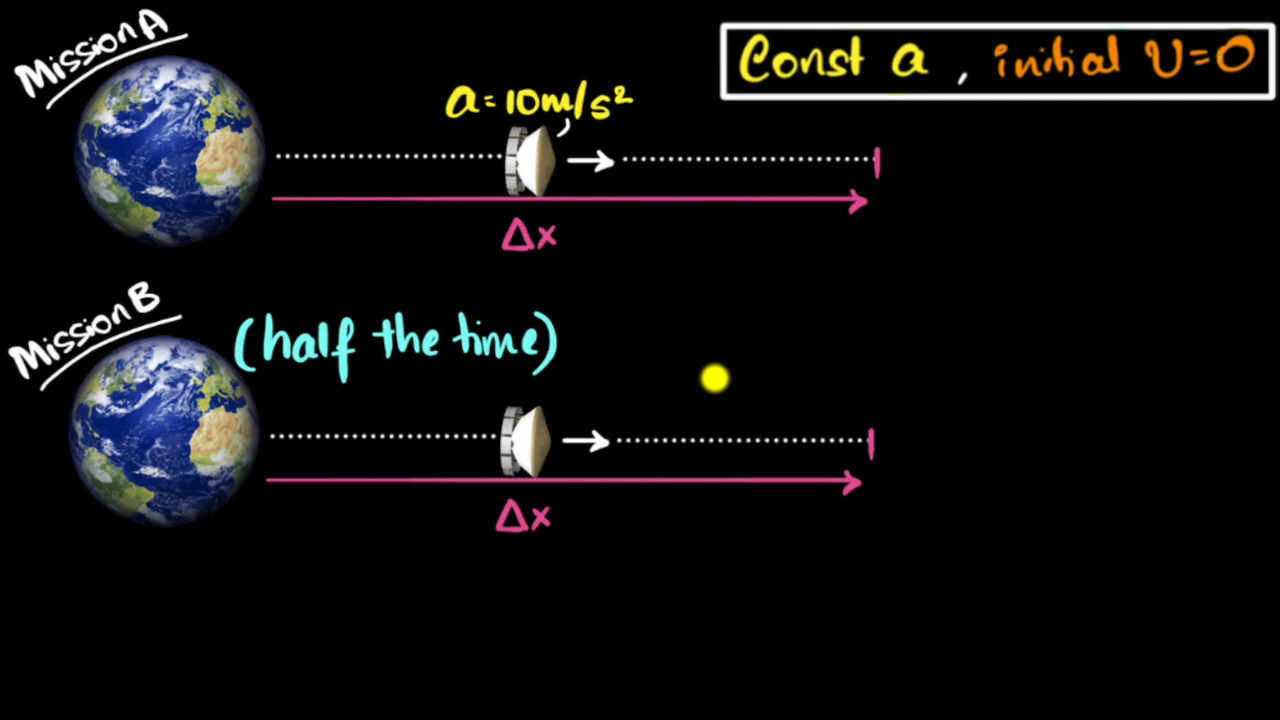 Mission A
Const a, initial v=0
a=10m/s²
Δx
Mission B
(half the time)
Δx